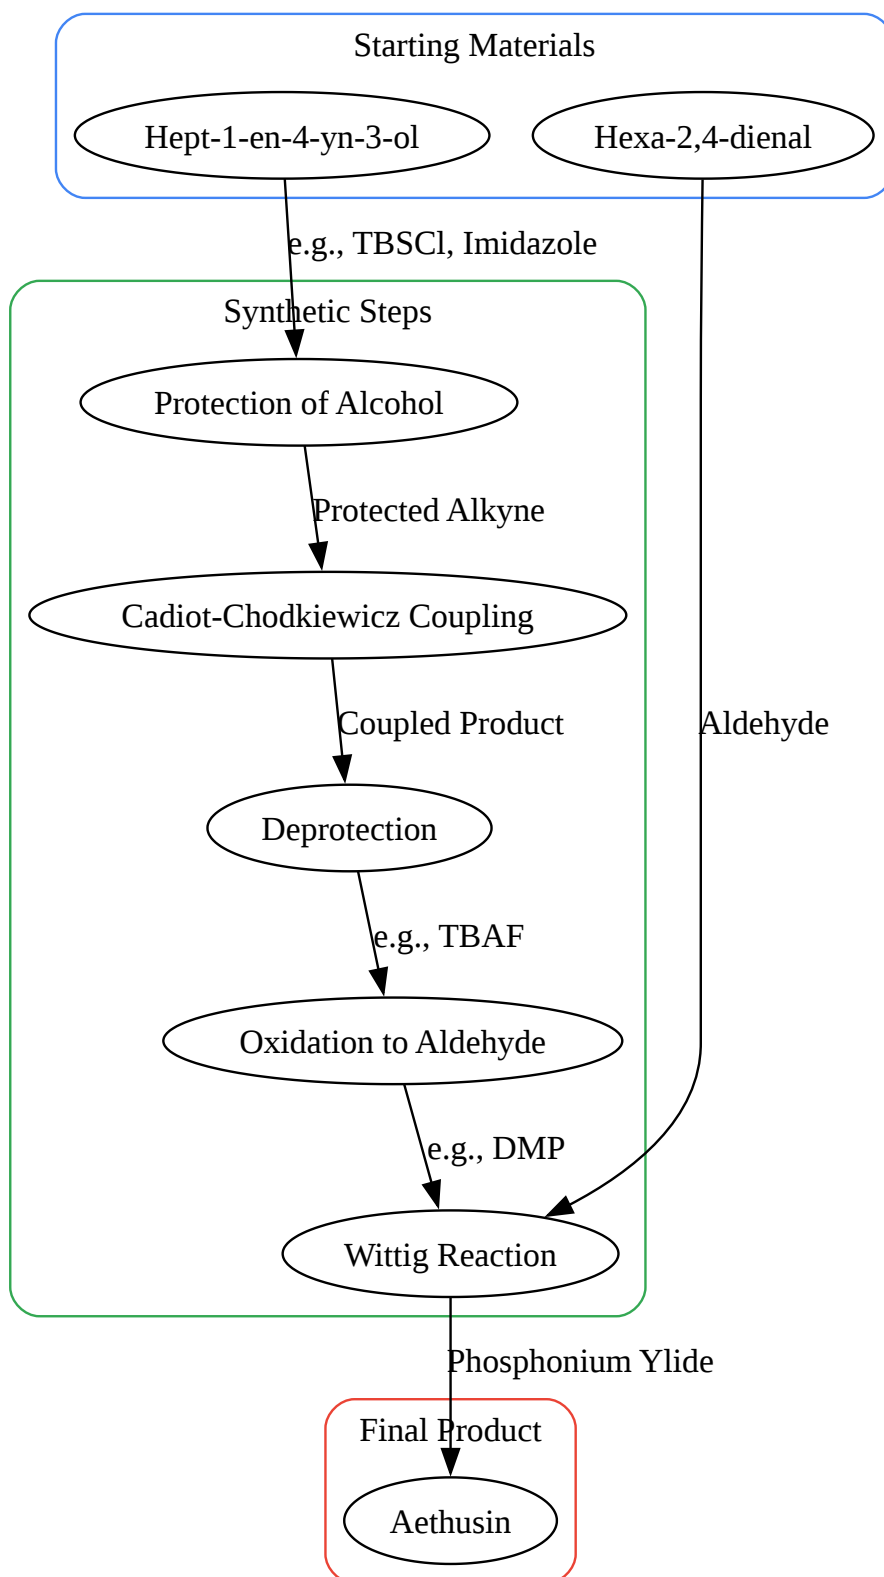 Starting Materials
Hept-1-en-4-yn-3-ol
Hexa-2,4-dienal
e.g., TBSCl, Imidazole
Synthetic Steps
Protection of Alcohol
Protected Alkyne
Cadiot-Chodkiewicz Coupling
Coupled Product
Aldehyde
Deprotection
e.g., TBAF
Oxidation to Aldehyde
e.g., DMP
Wittig Reaction
Phosphonium Ylide
Final Product
Aethusin